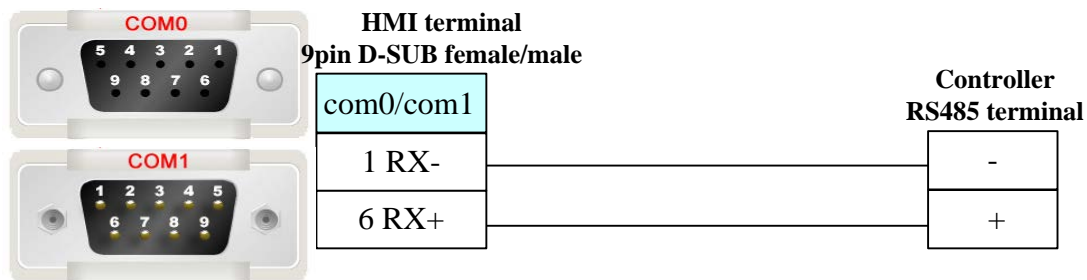 COM0
5 4 3 2 1
9 8 7 6
COM1
1 2 3 4 5
6 7 8 9
HMI terminal
9pin D-SUB female/male
com0/com1
1 RX-
6 RX+
Controller
RS485 terminal
-
+